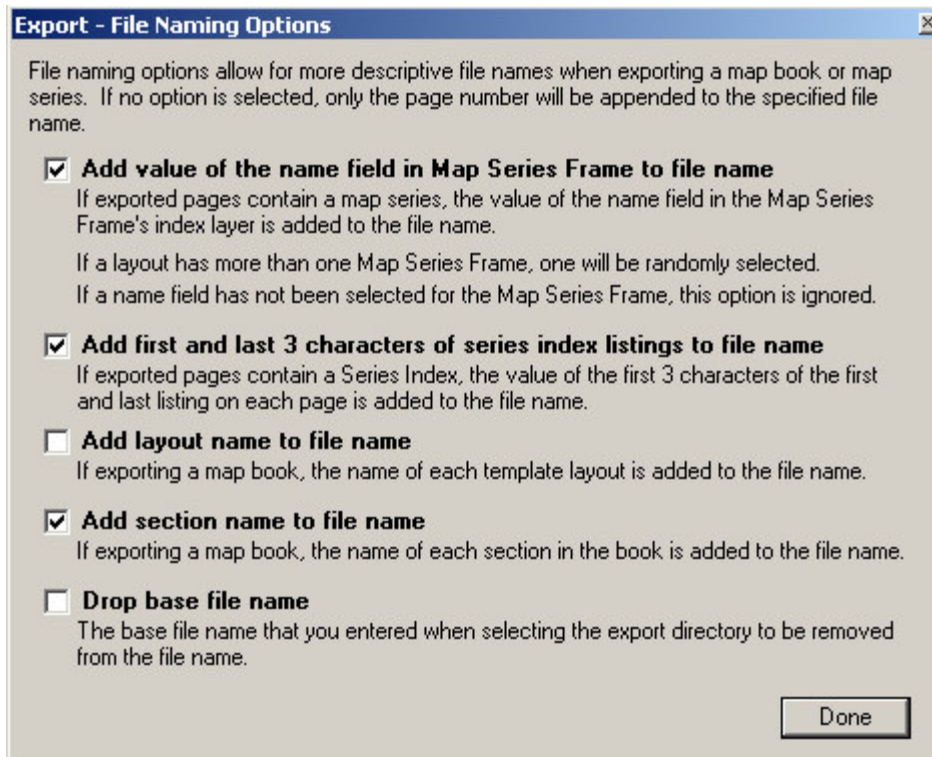 Export - File Naming Options
File naming options allow for more descriptive file names when exporting a map book or map
series.  If no option is selected, only the page number will be appended to the specified file
name.
Add value of the name field in Map Series Frame to file name
If exported pages contain a map series, the value of the name field in the Map Series
Frame's index layer is added to the file name.
If a layout has more than one Map Series Frame, one will be randomly selected.
If a name field has not been selected for the Map Series Frame, this option is ignored.
Add first and last 3 characters of series index listings to file name
If exported pages contain a Series Index, the value of the first 3 characters of the first
and last listing on each page is added to the file name.
Add layout name to file name
If exporting a map book, the name of each template layout is added to the file name.
Add section name to file name
If exporting a map book, the name of each section in the book is added to the file name.
Drop base file name
The base file name that you entered when selecting the export directory to be removed
from the file name.
Done